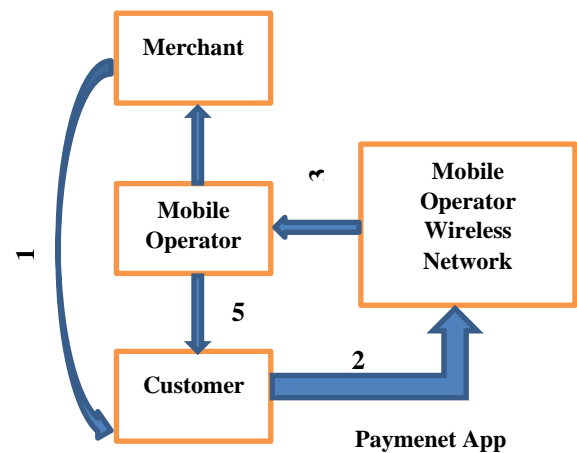 Merchant
Mobile
Operator
Wireless
Network
3
Mobile
Operator
1
5
Customer
2
Paymenet App